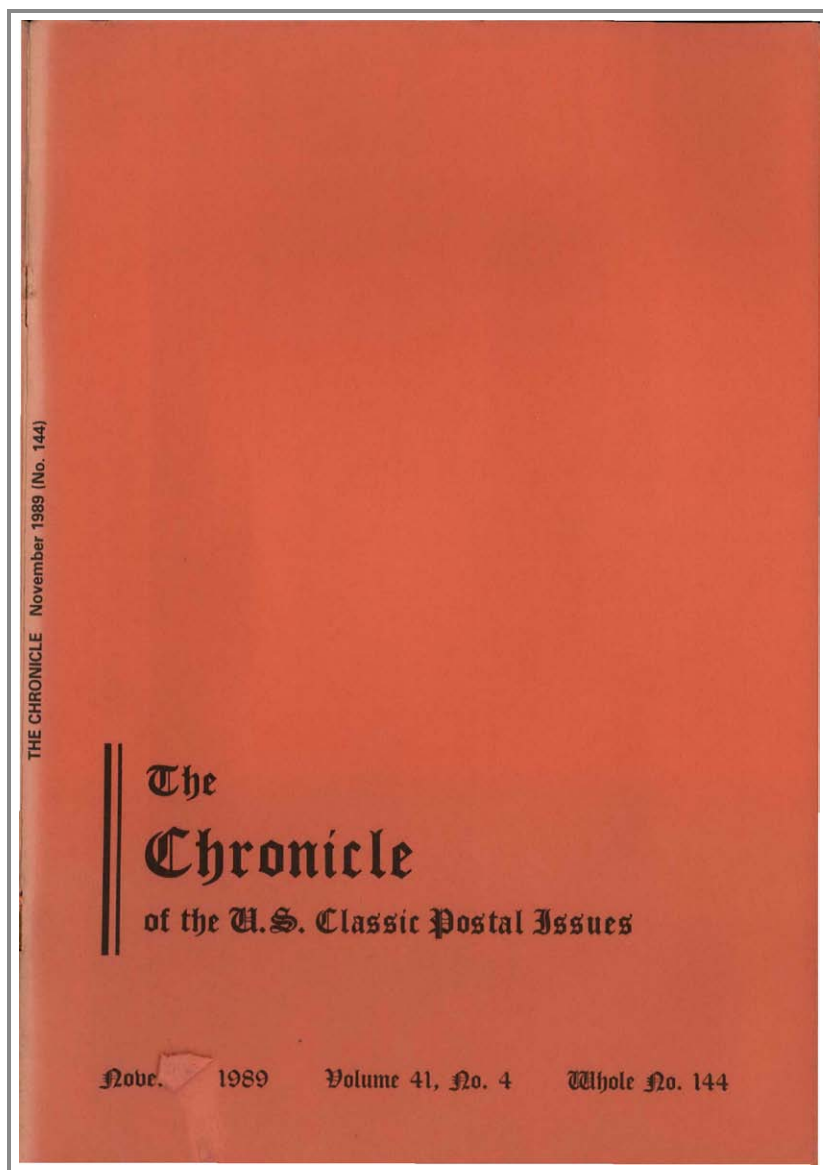 THE CHRONICLE November 1989 (No. 144)
The
Chronicle
of the U.S. Classic Postal Issues
1989 Volume 41, No. 4 Whole No. 144